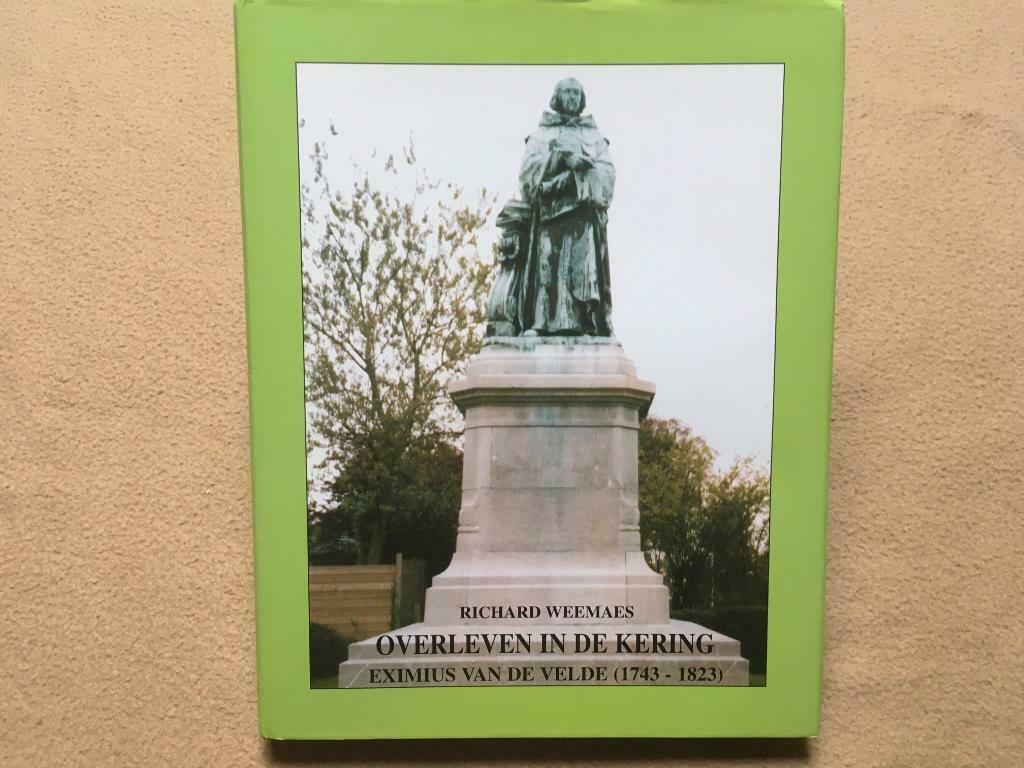 RICHARD WEEMAES
OVERLEVEN IN DE KERING
EXIMIUS VAN DE VELDE (1743 - 1823)